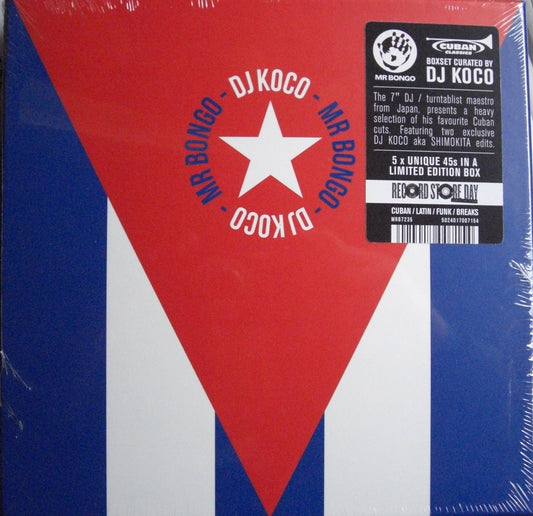 DJ KOCO - MR BONGO - DJ KOCO - MR BONGO -
MR BONGO
CUBAN
CLASSICS
BOXSET CURATED BY
DJ KOCO
The 7" DJ / turntablist maestro
from Japan, presents a heavy
selection of his favourite Cuban
cuts. Featuring two exclusive
DJ KOCO aka SHIMOKITA edits.
5 x UNIQUE 45s IN A
LIMITED EDITION BOX
RECORD STORE DAY
CUBAN / LATIN / FUNK / BREAKS
MRB7235 5024017007154